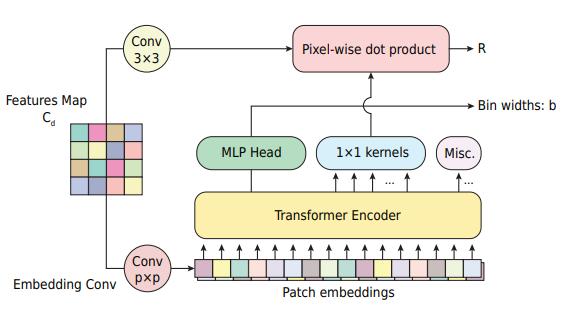 Conv
3×3
Pixel-wise dot product
R
Features Map
C_d
Bin widths: b
MLP Head
1×1 kernels
Misc.
...
...
Transformer Encoder
Conv
p×p
Embedding Conv
Patch embeddings